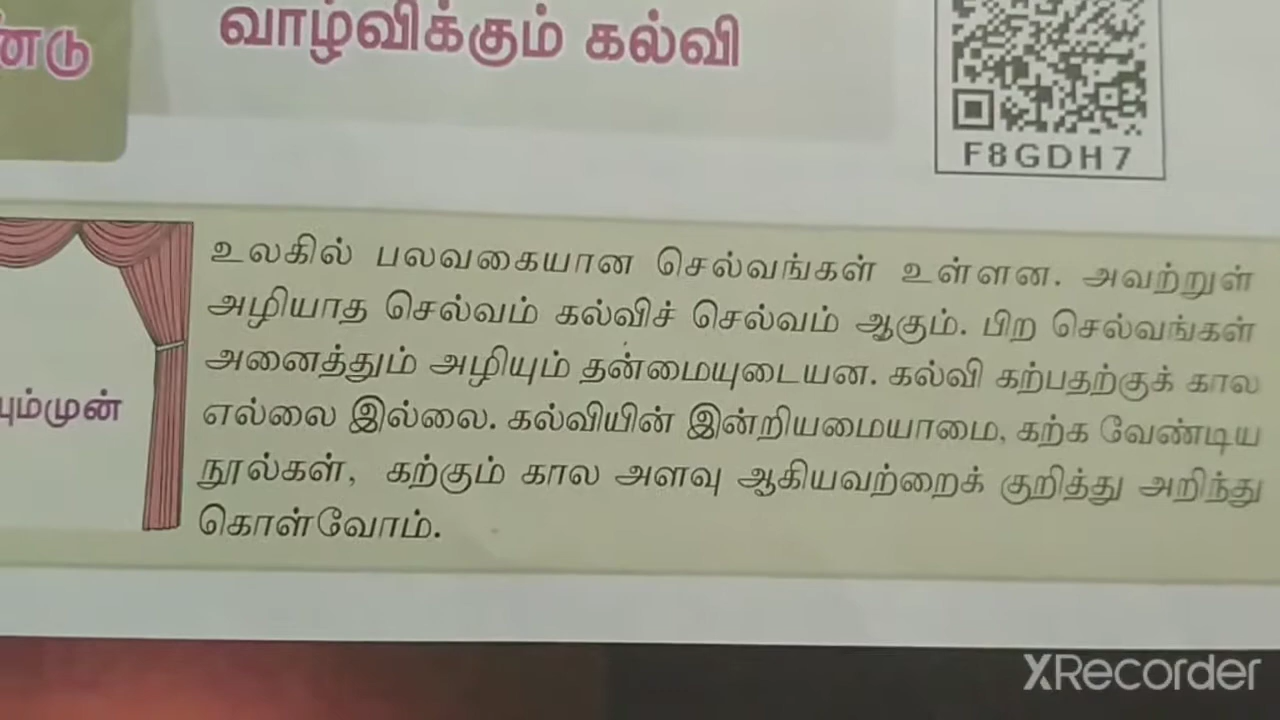 வாழ்விக்கும் கல்வி
F8GDH7
உலகில் பலவகையான செல்வங்கள் உள்ளன. அவற்றுள்
அழியாத செல்வம் கல்விச் செல்வம் ஆகும். பிற செல்வங்கள்
அனைத்தும் அழியும் தன்மையுடையன. கல்வி கற்பதற்குக் கால
எல்லை இல்லை. கல்வியின் இன்றியமையாமை, கற்க வேண்டிய
நூல்கள், கற்கும் கால அளவு ஆகியவற்றைக் குறித்து அறிந்து
கொள்வோம்.
XRecorder